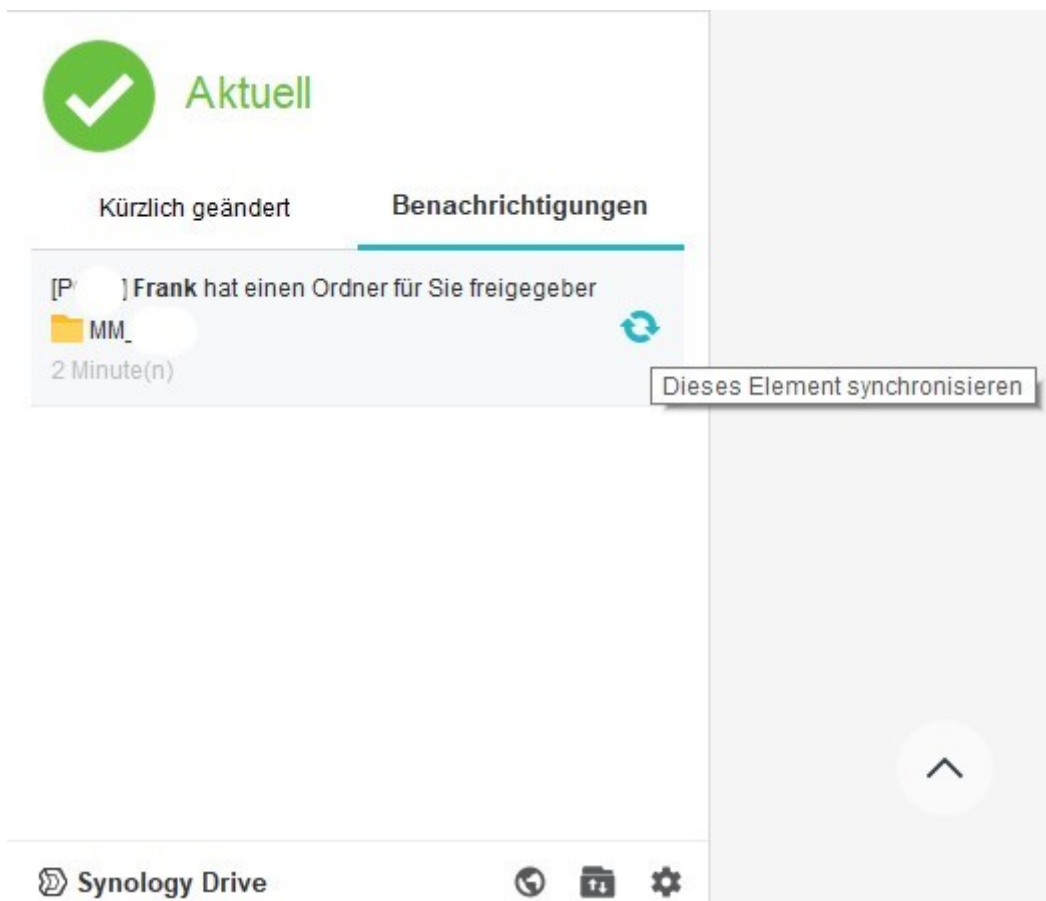 Aktuell
Kürzlich geändert
Benachrichtigungen
[P ] Frank hat einen Ordner für Sie freigegeber
MM_
2 Minute(n)
Dieses Element synchronisieren
Synology Drive